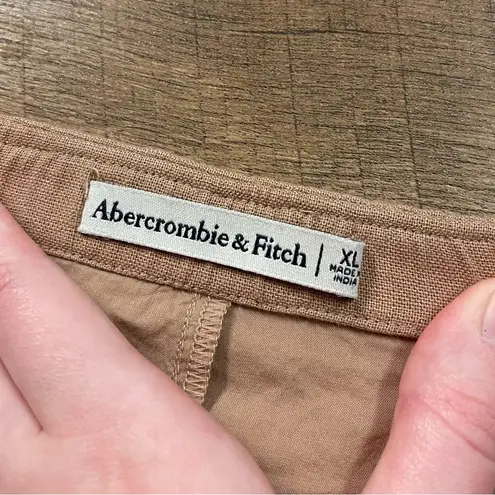 Abercrombie & Fitch | XL
MADE IN
INDIA